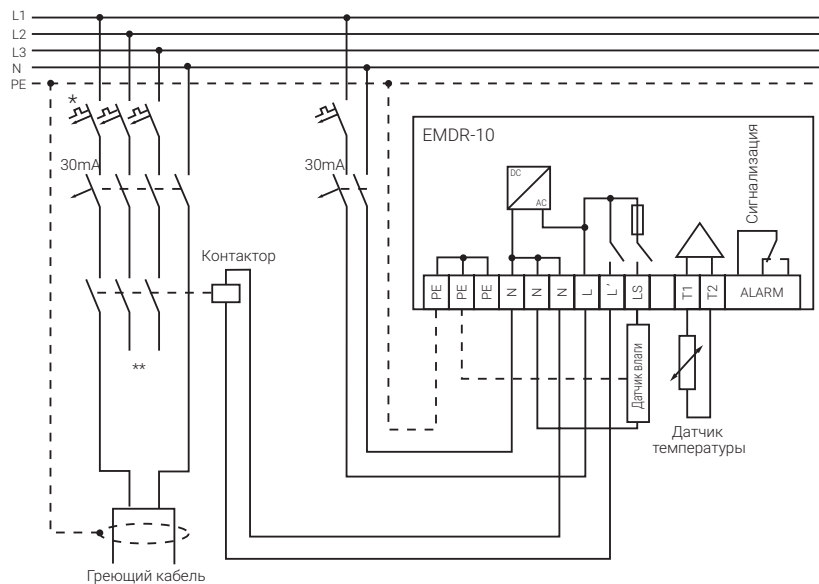 L1
L2
L3
N
PE
*
30mA
30mA
EMDR-10
DC
AC
Сигнализация
Контактор
PE
PE
PE
N
N
N
L
L´
LS
T1
T2
ALARM
**
Датчик влаги
Датчик
температуры
Греющий кабель